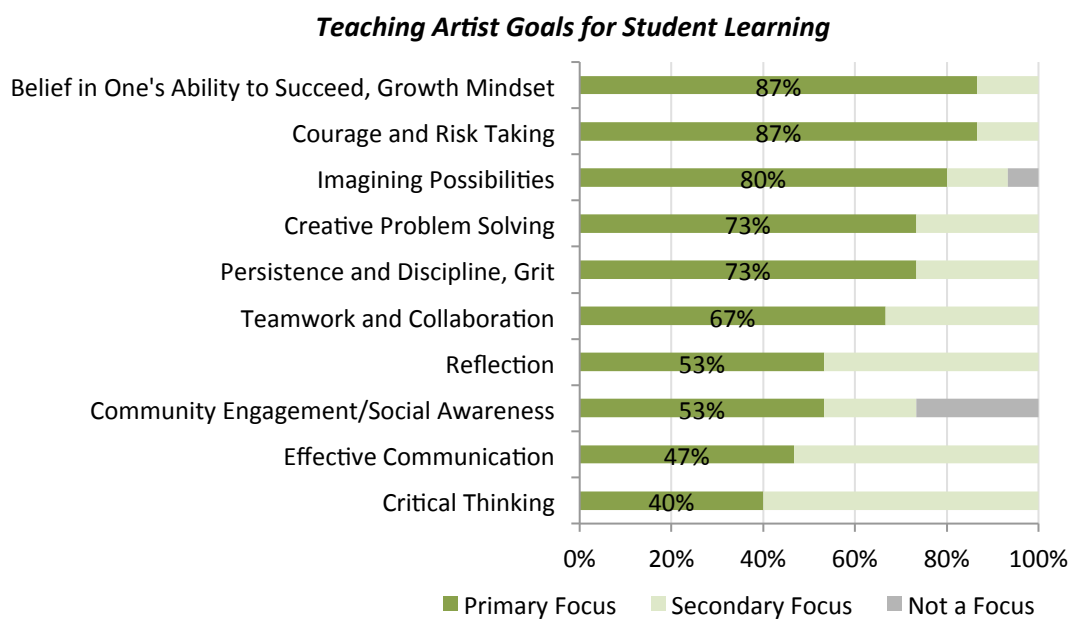 Teaching Artist Goals for Student Learning
Belief in One's Ability to Succeed, Growth Mindset 87%
Courage and Risk Taking 87%
Imagining Possibilities 80%
Creative Problem Solving 73%
Persistence and Discipline, Grit 73%
Teamwork and Collaboration 67%
Reflection 53%
Community Engagement/Social Awareness 53%
Effective Communication 47%
Critical Thinking 40%
0% 20% 40% 60% 80% 100%
Primary Focus Secondary Focus Not a Focus